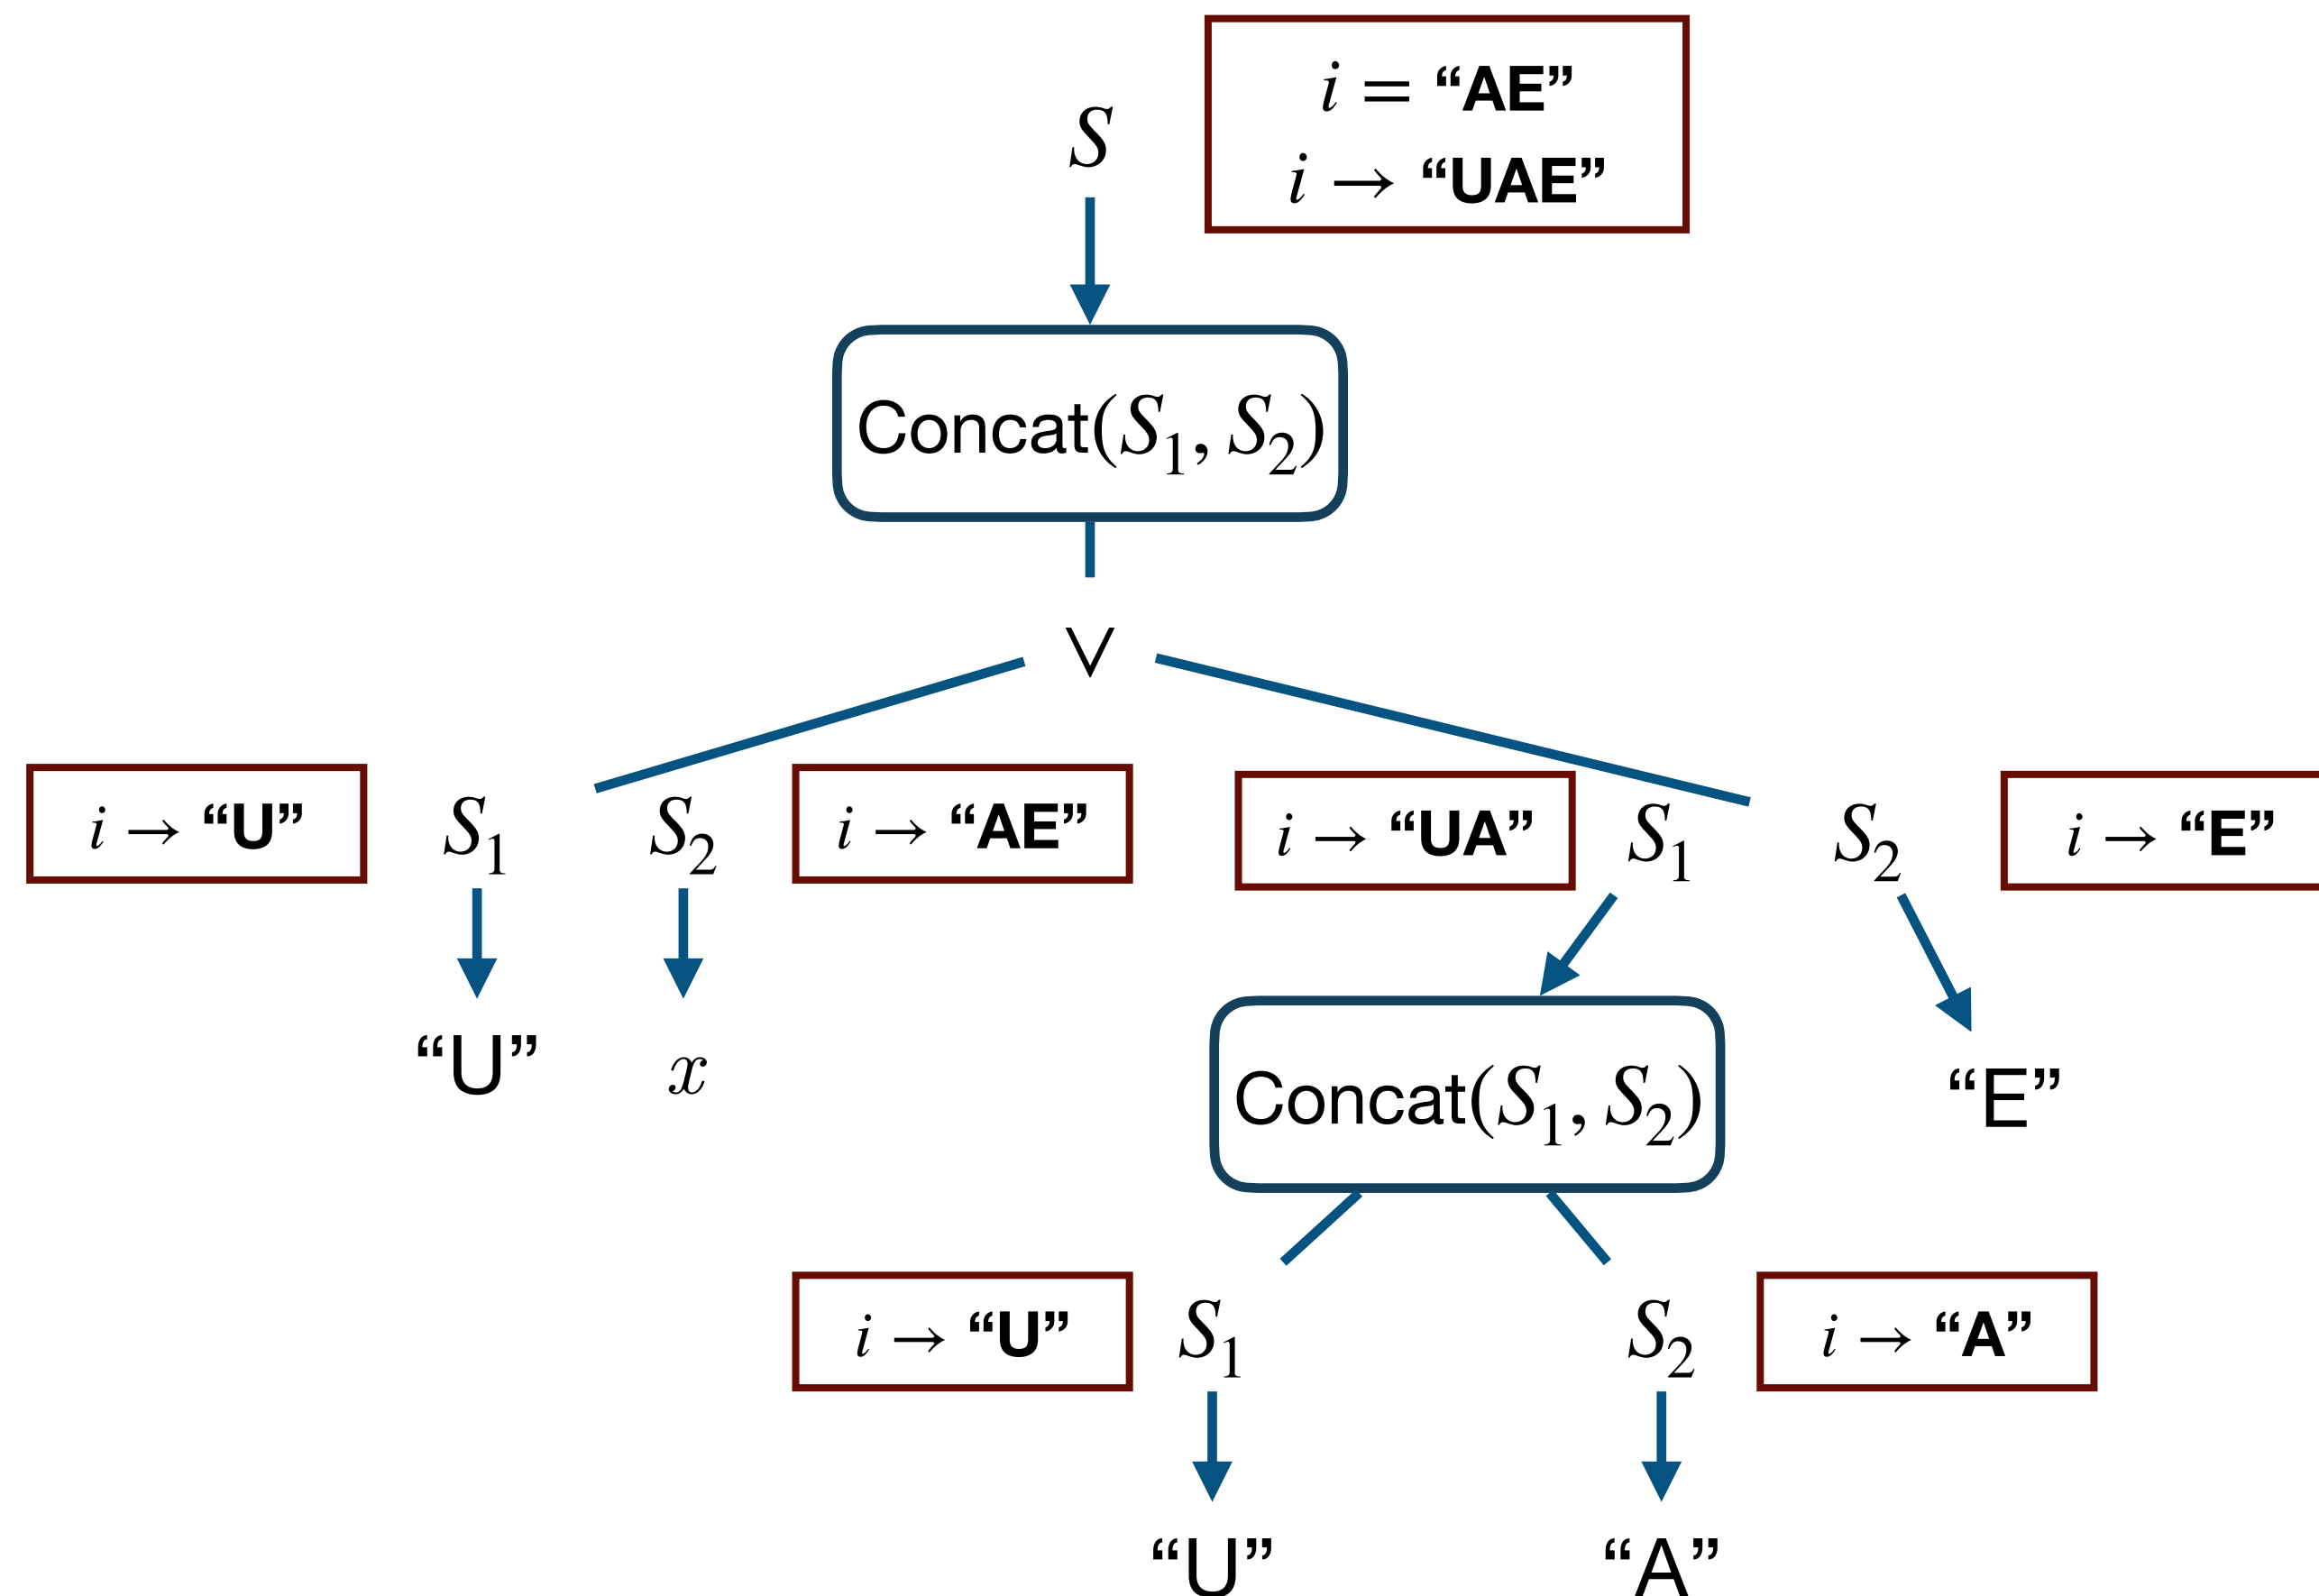 i = “AE”
S
i → “UAE”
Concat(S₁, S₂)
∨
i → “U” S₁ S₂ i → “AE” i → “UA” S₁ S₂ i → “E”
“U” x “E”
Concat(S₁, S₂)
i → “U” S₁ S₂ i → “A”
“U” “A”